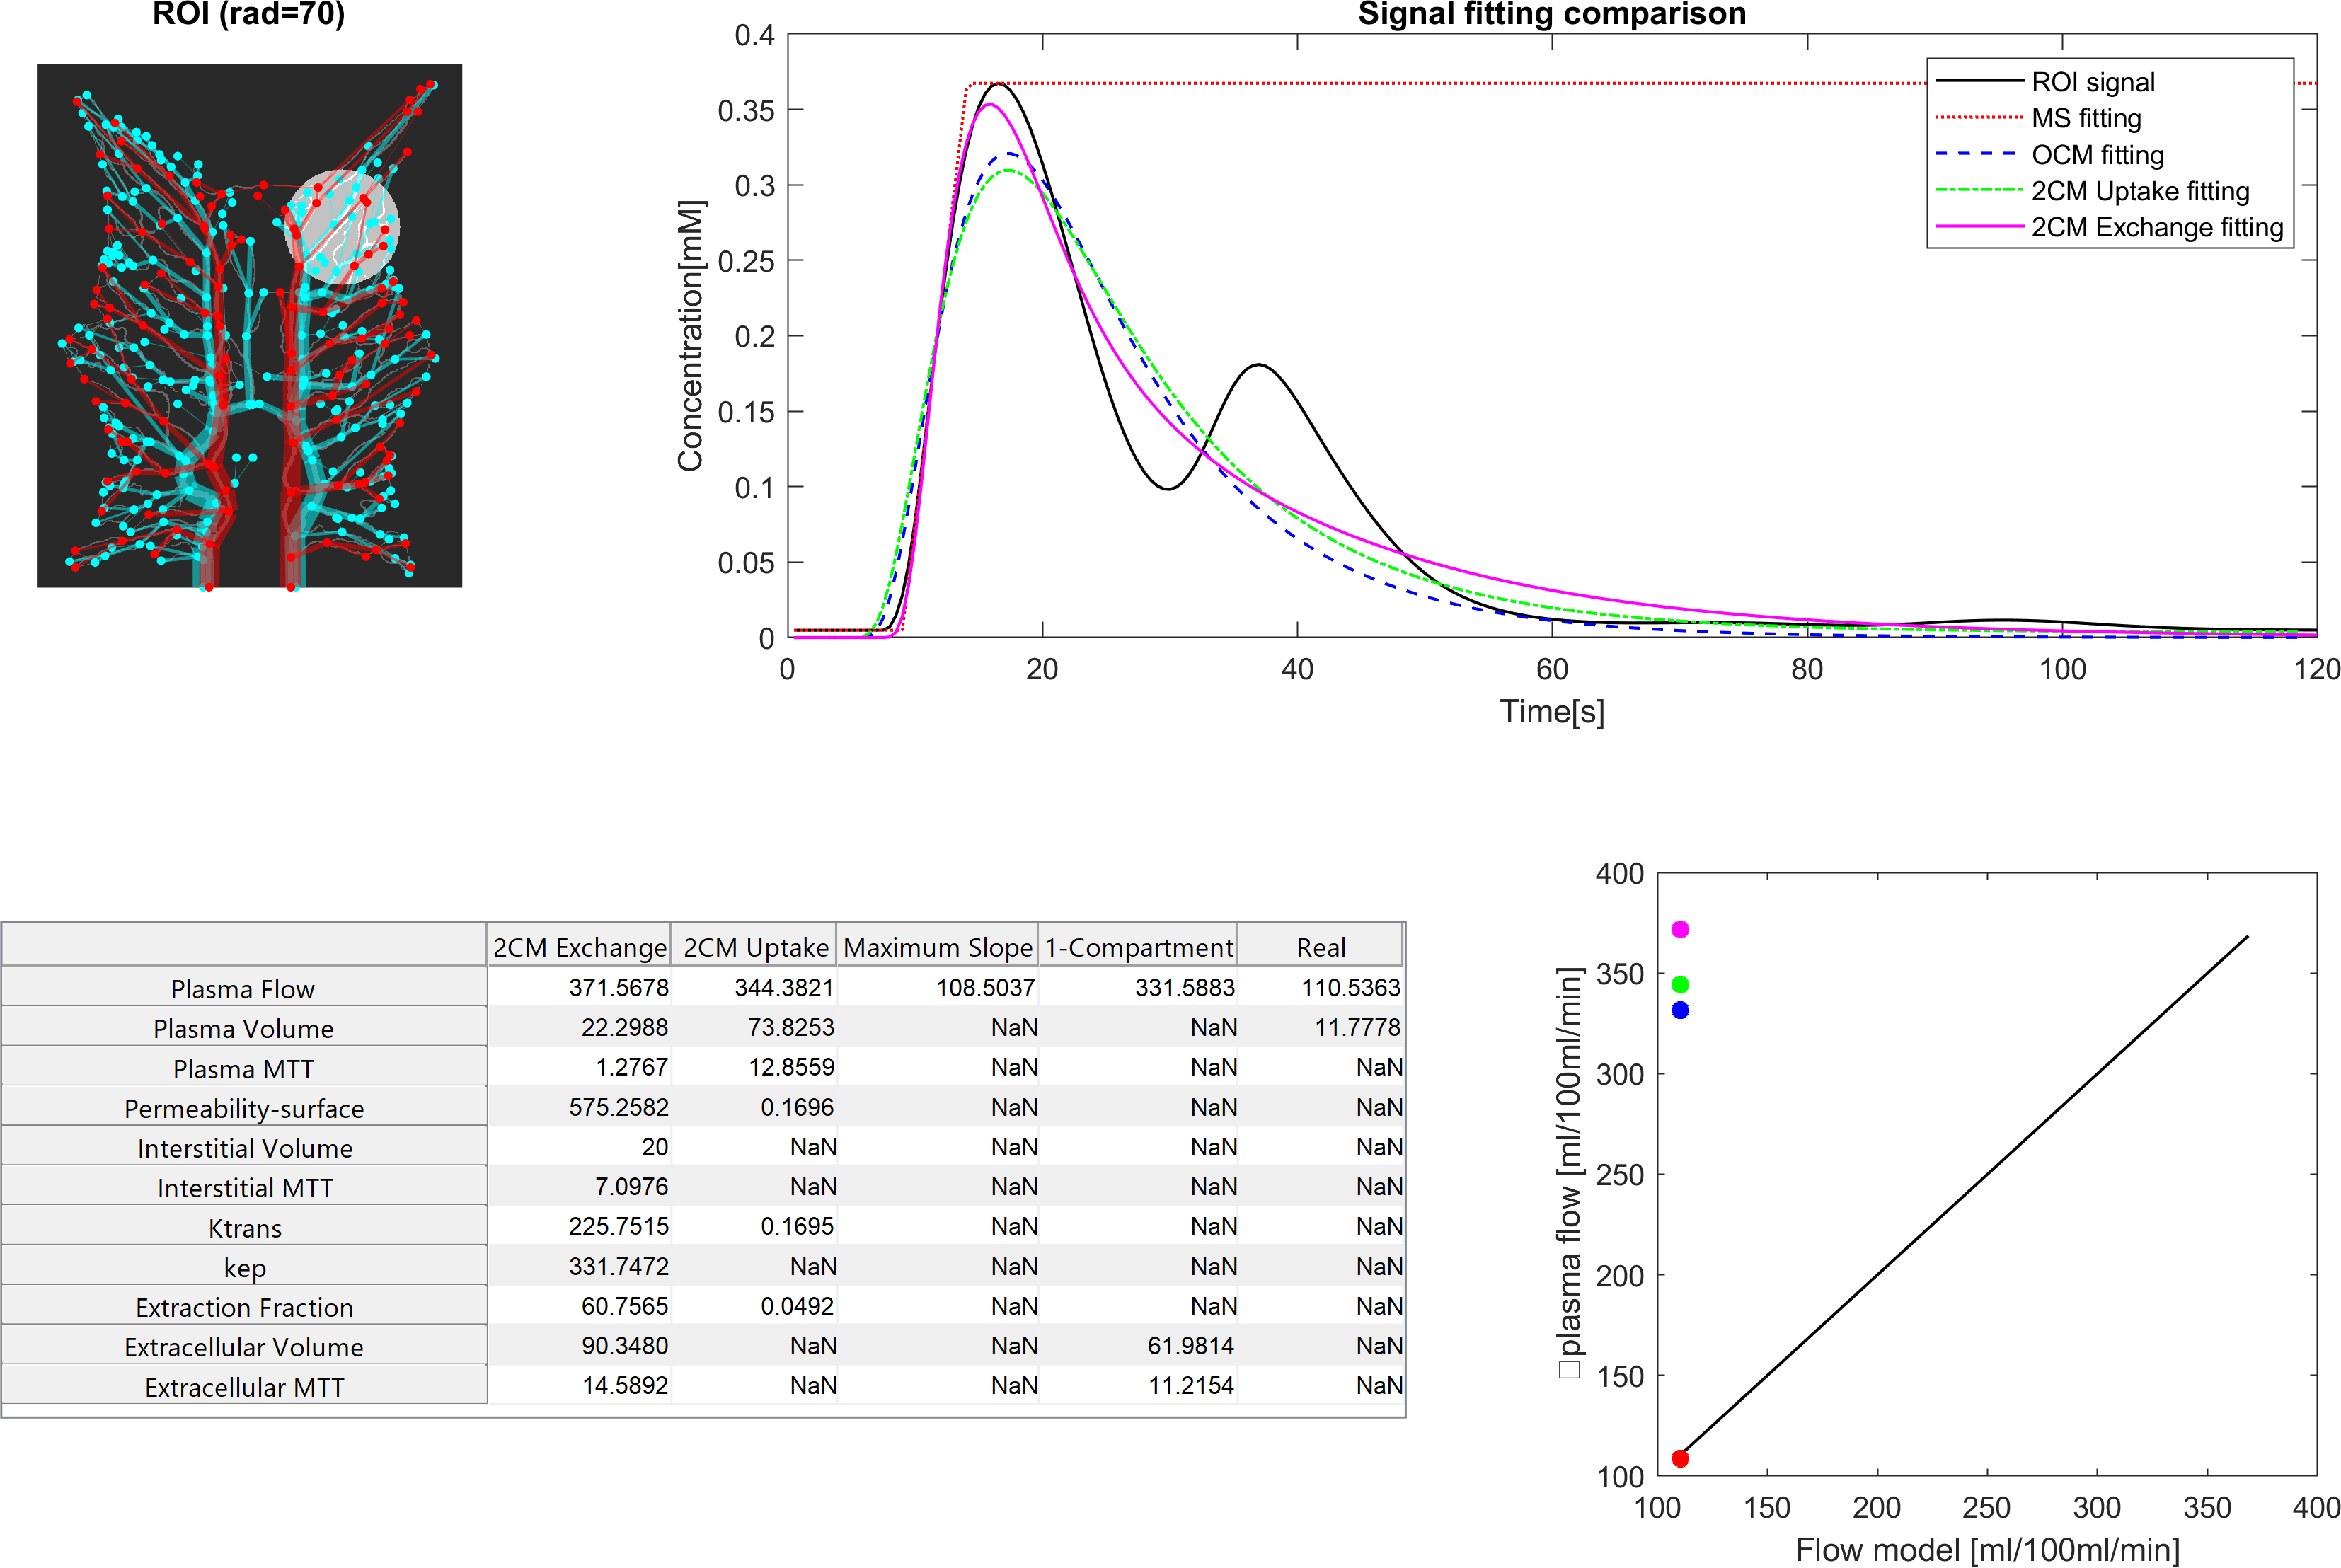 ROI (rad=70)
Signal fitting comparison
0.4
0.35
0.3
0.25
0.2
0.15
0.1
0.05
0
Concentration[mM]
0 20 40 60 80 100 120
Time[s]
ROI signal
MS fitting
OCM fitting
2CM Uptake fitting
2CM Exchange fitting
2CM Exchange 2CM Uptake Maximum Slope 1-Compartment Real
Plasma Flow 371.5678 344.3821 108.5037 331.5883 110.5363
Plasma Volume 22.2988 73.8253 NaN NaN 11.7778
Plasma MTT 1.2767 12.8559 NaN NaN NaN
Permeability-surface 575.2582 0.1696 NaN NaN NaN
Interstitial Volume 20 NaN NaN NaN NaN
Interstitial MTT 7.0976 NaN NaN NaN NaN
Ktrans 225.7515 0.1695 NaN NaN NaN
kep 331.7472 NaN NaN NaN NaN
Extraction Fraction 60.7565 0.0492 NaN NaN NaN
Extracellular Volume 90.3480 NaN NaN 61.9814 NaN
Extracellular MTT 14.5892 NaN NaN 11.2154 NaN
400
350
300
250
200
150
100
□plasma flow [ml/100ml/min]
100 150 200 250 300 350 400
Flow model [ml/100ml/min]